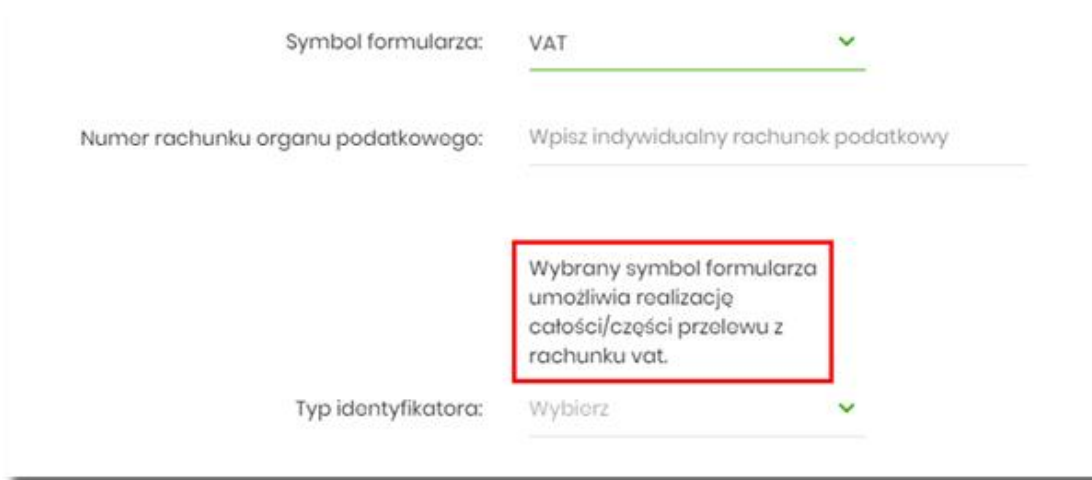 Symbol formularza: VAT
Numer rachunku organu podatkowego: Wpisz indywidualny rachunek podatkowy
Wybrany symbol formularza
umożliwia realizację
całości/części przelewu z
rachunku vat.
Typ identyfikatora: Wybierz